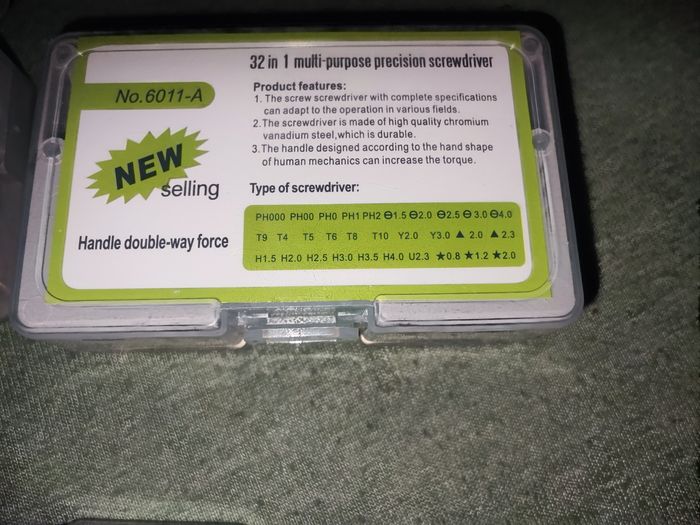 32 in 1 multi-purpose precision screwdriver
No.6011-A
Product features:
1. The screw screwdriver with complete specifications
can adapt to the operation in various fields.
2.The screwdriver is made of high quality chromium
vanadium steel,which is durable.
3.The handle designed according to the hand shape
of human mechanics can increase the torque.
NEW
selling
Handle double-way force
Type of screwdriver:
PH000 PH00 PH0 PH1 PH2 ⊖1.5 ⊖2.0 ⊖2.5 ⊖3.0 ⊖4.0
T9 T4 T5 T6 T8 T10 Y2.0 Y3.0 ▲ 2.0 ▲ 2.3
H1.5 H2.0 H2.5 H3.0 H3.5 H4.0 U2.3 ★0.8 ★1.2 ★2.0